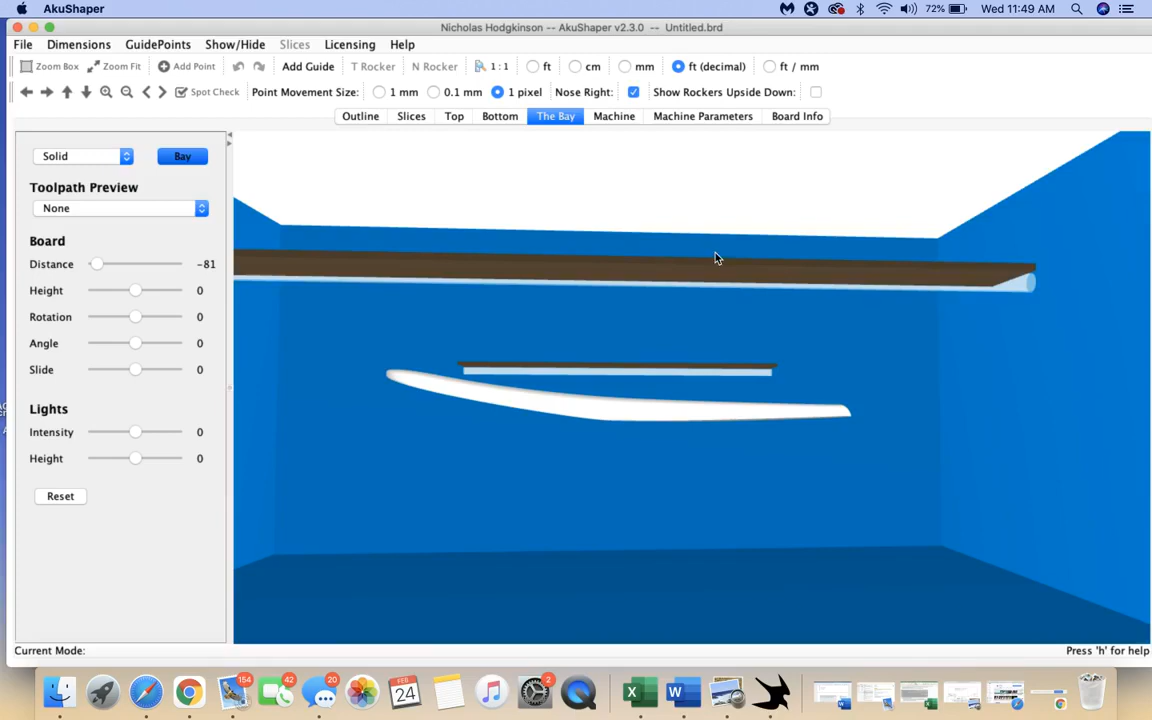 AkuShaper
72%
Wed 11:49 AM
Nicholas Hodgkinson -- AkuShaper v2.3.0 -- Untitled.brd
File Dimensions GuidePoints Show/Hide Slices Licensing Help
Zoom Box Zoom Fit Add Point Add Guide T Rocker N Rocker 1 : 1 ft cm mm ft (decimal) ft / mm
Spot Check Point Movement Size: 1 mm 0.1 mm 1 pixel Nose Right: Show Rockers Upside Down:
Outline Slices Top Bottom The Bay Machine Machine Parameters Board Info
Solid Bay
Toolpath Preview
None
Board
Distance -81
Height 0
Rotation 0
Angle 0
Slide 0
Lights
Intensity 0
Height 0
Reset
Current Mode: Press 'h' for help
154 42 20 FEB 24 2